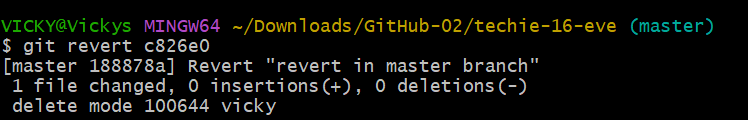 VICKY@Vickys MINGW64 ~/Downloads/GitHub-02/techie-16-eve (master)
$ git revert c826e0
[master 188878a] Revert "revert in master branch"
 1 file changed, 0 insertions(+), 0 deletions(-)
 delete mode 100644 vicky